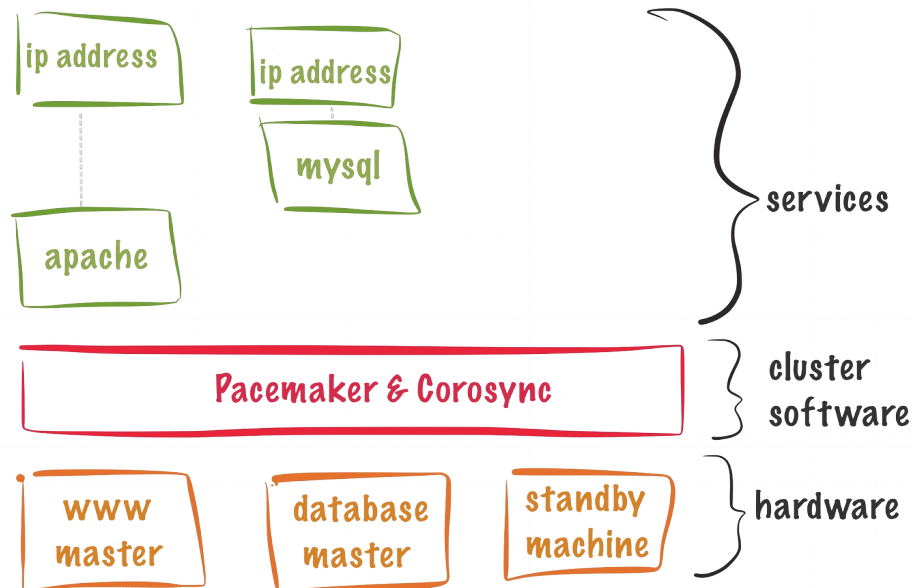 ip address
ip address
mysql
services
apache
Pacemaker & Corosync
cluster
software
www
master
database
master
standby
machine
hardware